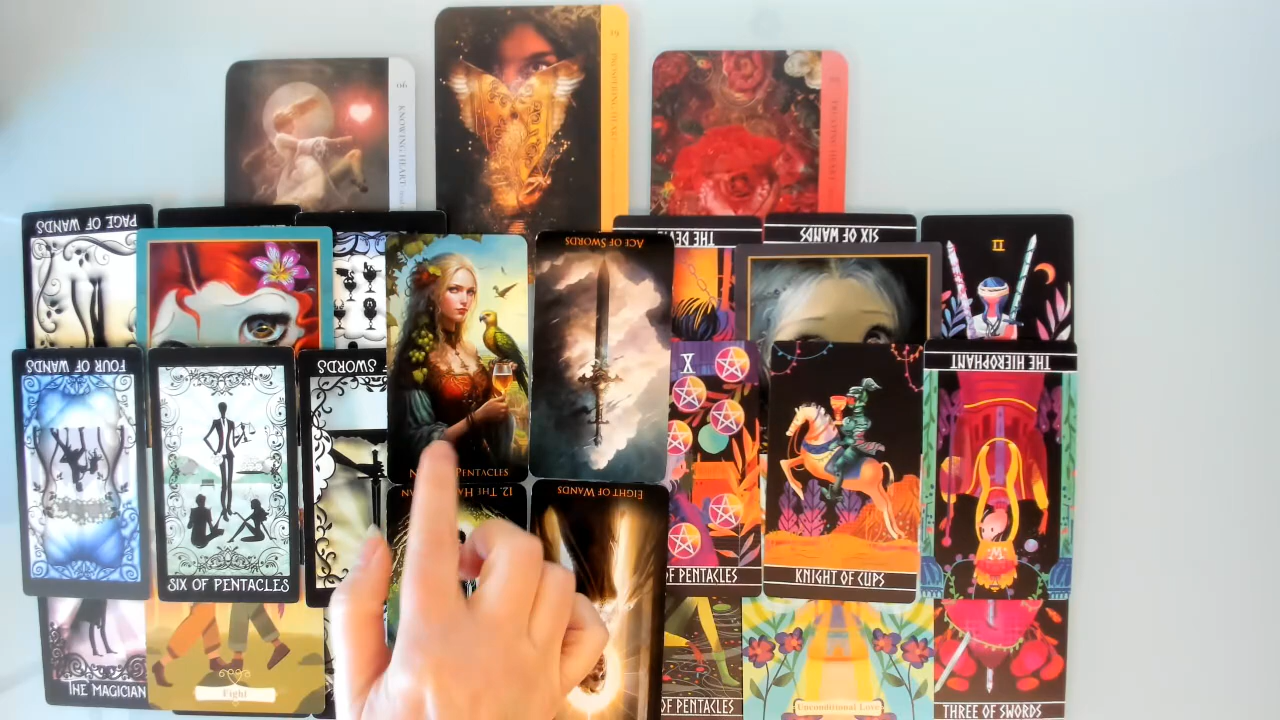 06
KNOWING HEART
PAGE OF WANDS
THE DEVI
SIX OF WANDS
II
ACE OF SWORDS
FOUR OF WANDS
F SWORDS
X
THE HIEROPHANT
PENTACLES
12. THE HA
EIGHT OF WANDS
SIX OF PENTACLES
OF PENTACLES
KNIGHT OF CUPS
THE MAGICIAN
Fight
OF PENTACLES
Unconditional Love
THREE OF SWORDS